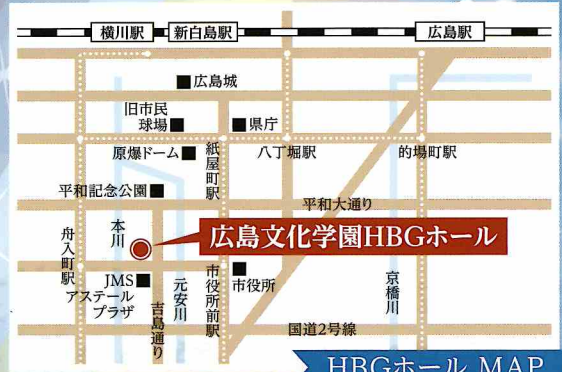 横川駅
新白島駅
広島駅
広島城
旧市民
球場
県庁
原爆ドーム
紙屋町駅
八丁堀駅
的場町駅
平和記念公園
平和大通り
舟入町駅
本川
広島文化学園HBGホール
JMS
アステール
プラザ
吉島通り
元安川
市役所前駅
市役所
京橋川
国道2号線
HBGホール MAP